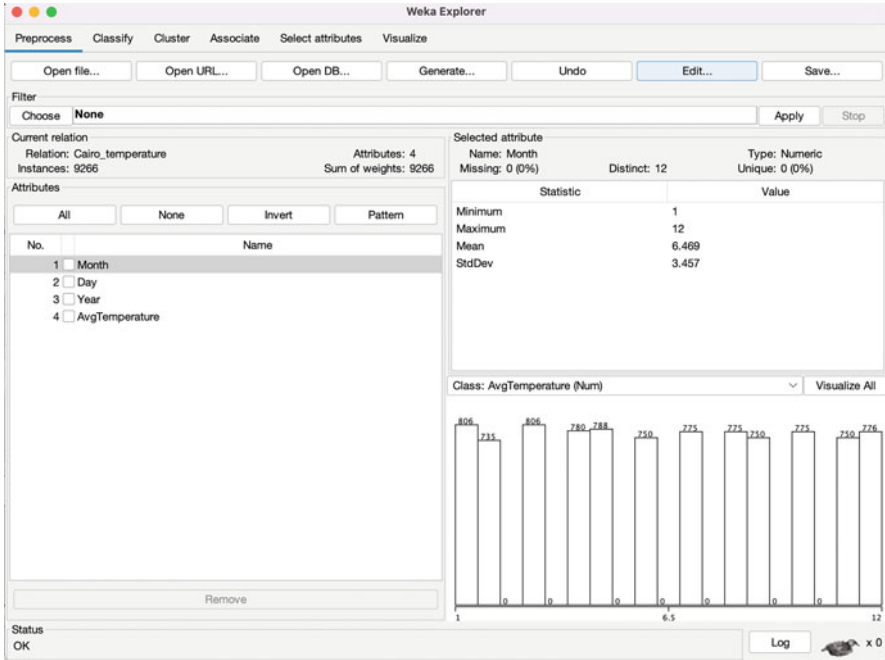 Weka Explorer
Preprocess Classify Cluster Associate Select attributes Visualize
Open file... Open URL... Open DB... Generate... Undo Edit... Save...
Filter
Choose None Apply Stop
Current relation
Relation: Cairo_temperature Attributes: 4
Instances: 9266 Sum of weights: 9266
Attributes
All None Invert Pattern
No. Name
1 Month
2 Day
3 Year
4 AvgTemperature
Remove
Selected attribute
Name: Month Type: Numeric
Missing: 0 (0%) Distinct: 12 Unique: 0 (0%)
Statistic Value
Minimum 1
Maximum 12
Mean 6.469
StdDev 3.457
Class: AvgTemperature (Num) Visualize All
806 735 0 806 0 780 788 0 750 0 775 0 775 750 0 775 0 750 776
1 6.5 12
Status
OK Log x 0